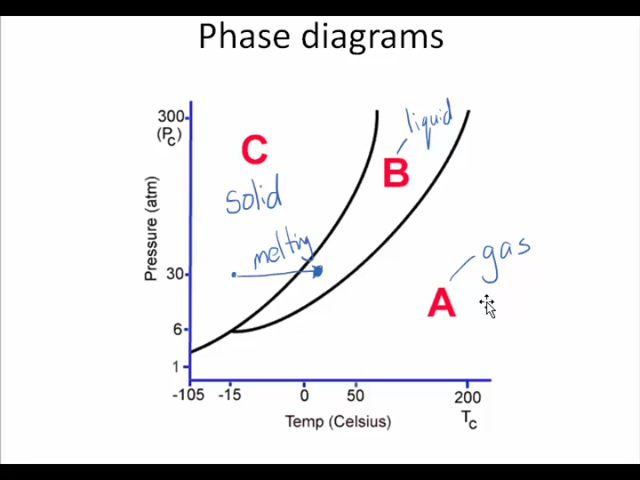 Phase diagrams
300
(Pc)
C
liquid
B
solid
Pressure (atm)
melting
gas
30
A
6
1
-105 -15 0 50 200
Temp (Celsius) Tc